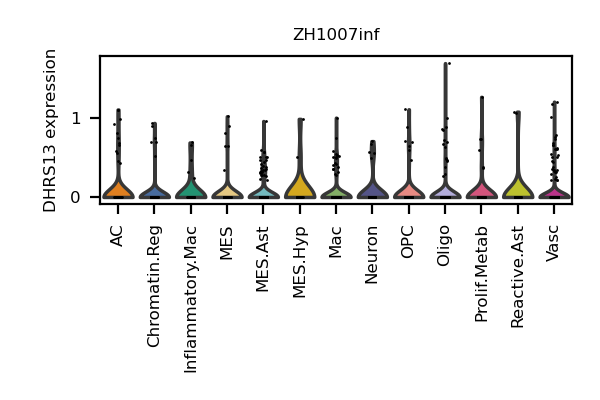 ZH1007inf
DHRS13 expression
1
0
AC
Chromatin.Reg
Inflammatory.Mac
MES
MES.Ast
MES.Hyp
Mac
Neuron
OPC
Oligo
Prolif.Metab
Reactive.Ast
Vasc